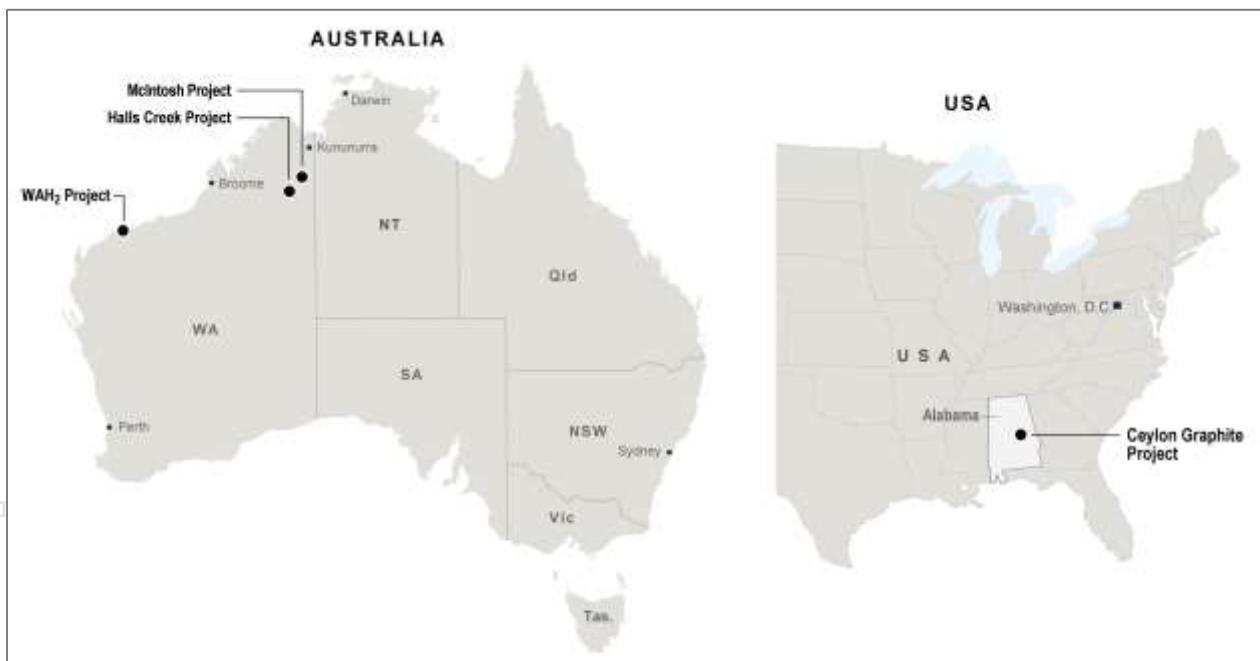 AUSTRALIA
McIntosh Project
Halls Creek Project
WAH₂ Project
Darwin
Kununurra
Broome
NT
Qld
WA
SA
Perth
NSW
Sydney
Vic
Tas.
USA
Washington, D.C.
USA
Alabama
Ceylon Graphite
Project